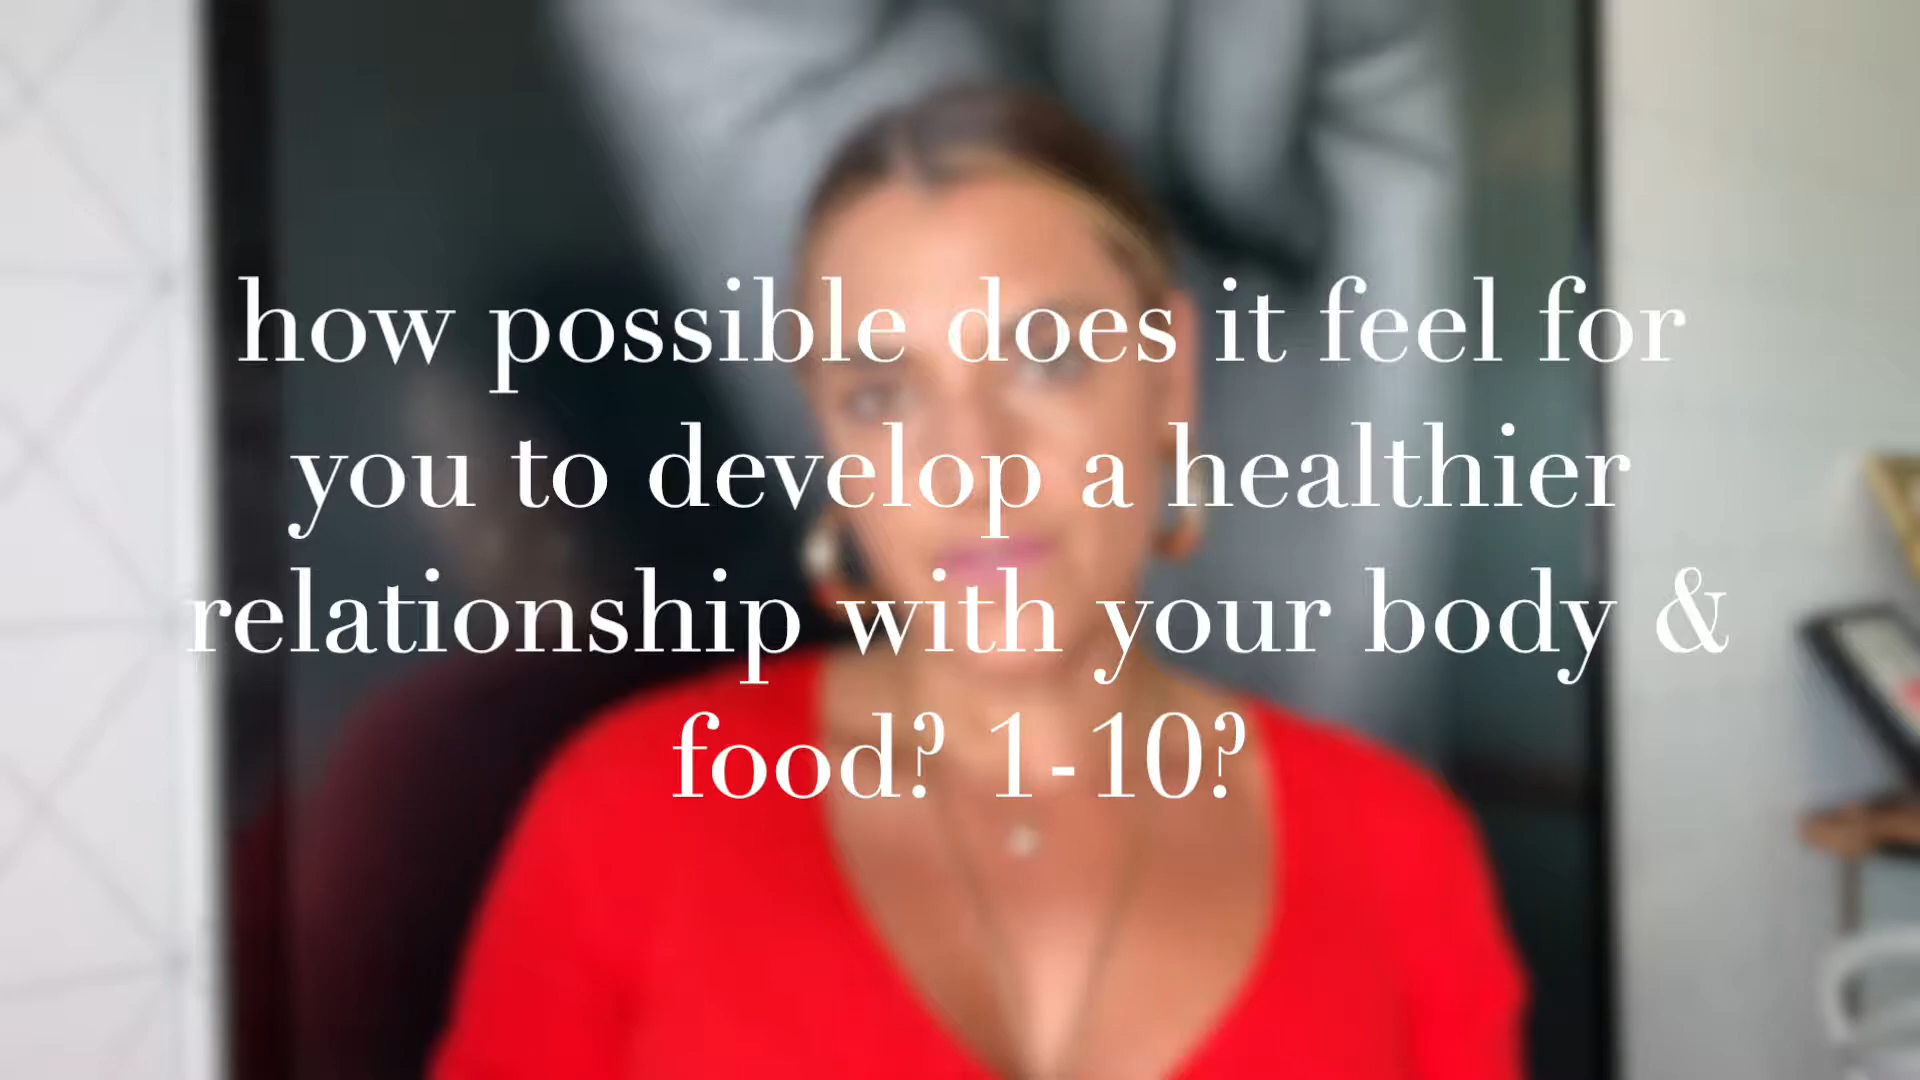 how possible does it feel for
you to develop a healthier
relationship with your body &
food? 1-10?